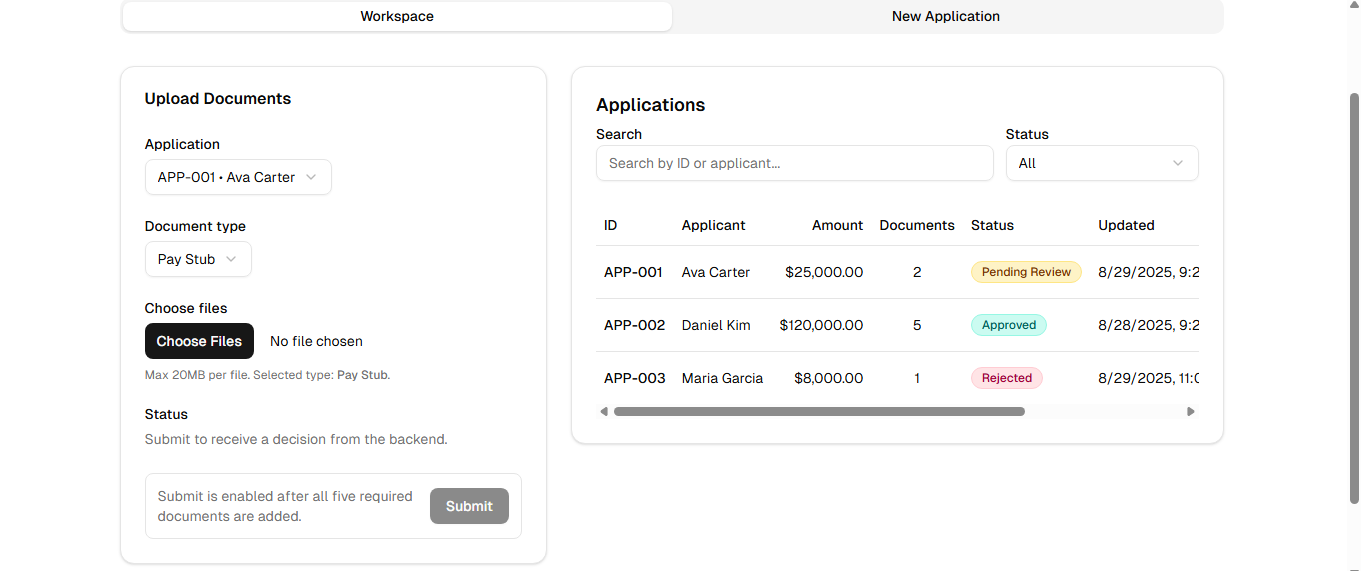 Workspace
New Application
Upload Documents
Application
APP-001 • Ava Carter
Document type
Pay Stub
Choose files
Choose Files No file chosen
Max 20MB per file. Selected type: Pay Stub.
Status
Submit to receive a decision from the backend.
Submit is enabled after all five required
documents are added.
Submit
Applications
Search
Search by ID or applicant...
Status
All
ID Applicant Amount Documents Status Updated
APP-001 Ava Carter $25,000.00 2 Pending Review 8/29/2025, 9:2
APP-002 Daniel Kim $120,000.00 5 Approved 8/28/2025, 9:2
APP-003 Maria Garcia $8,000.00 1 Rejected 8/29/2025, 11:0